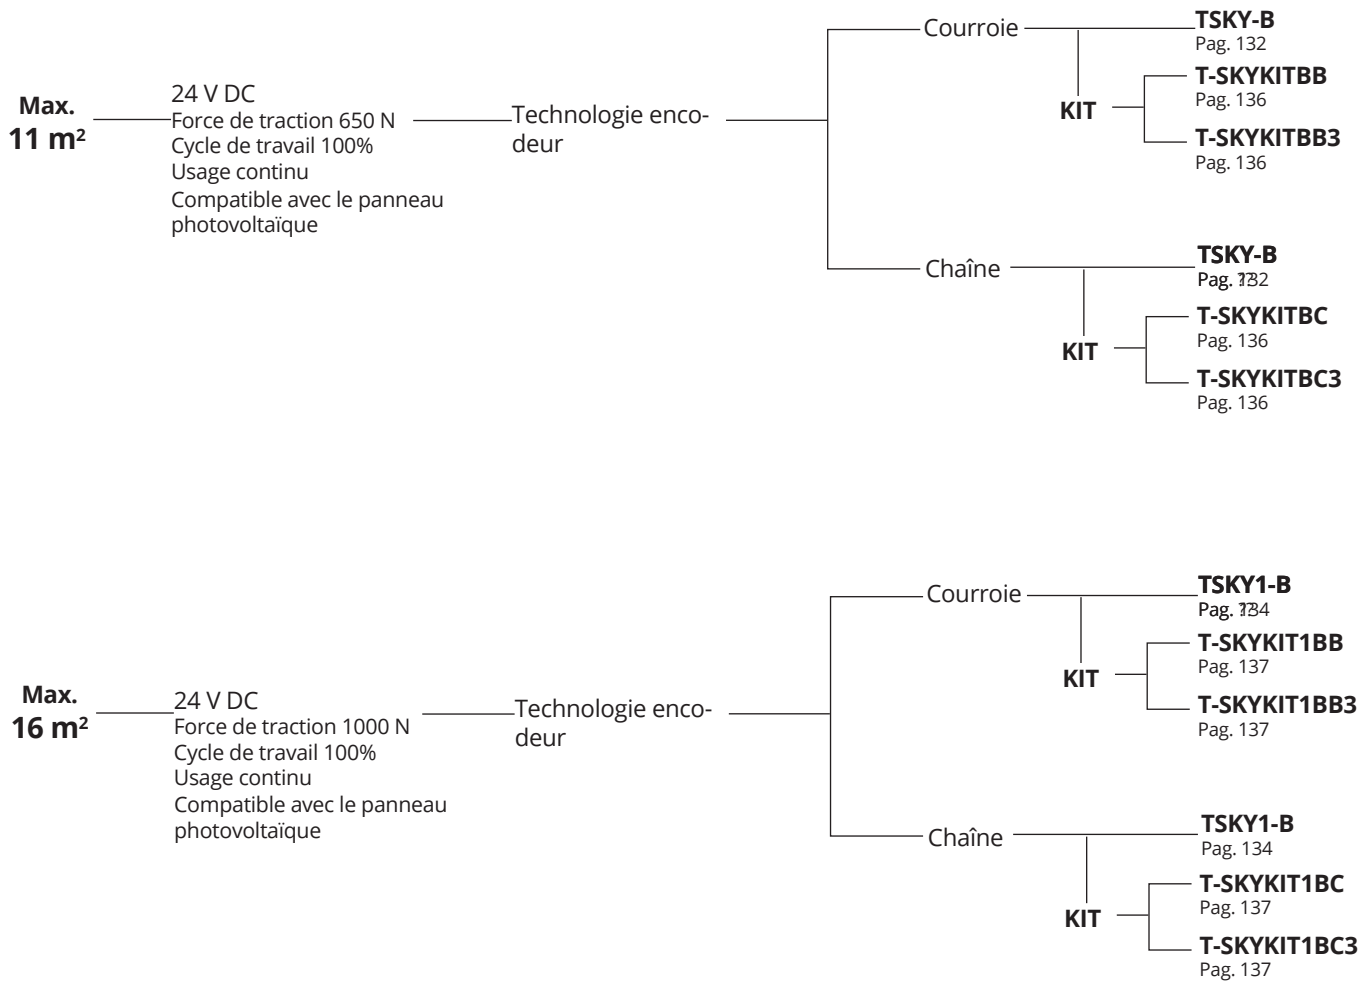 Max.
11 m²
24 V DC
Force de traction 650 N
Cycle de travail 100%
Usage continu
Compatible avec le panneau
photovoltaïque
Technologie enco-
deur
Courroie
TSKY-B
Pag. 132
KIT
T-SKYKITBB
Pag. 136
T-SKYKITBB3
Pag. 136
Chaîne
TSKY-B
Pag.
KIT
T-SKYKITBC
Pag. 136
T-SKYKITBC3
Pag. 136
Max.
16 m²
24 V DC
Force de traction 1000 N
Cycle de travail 100%
Usage continu
Compatible avec le panneau
photovoltaïque
Technologie enco-
deur
Courroie
TSKY1-B
Pag.
KIT
T-SKYKIT1BB
Pag. 137
T-SKYKIT1BB3
Pag. 137
Chaîne
TSKY1-B
Pag. 134
KIT
T-SKYKIT1BC
Pag. 137
T-SKYKIT1BC3
Pag. 137